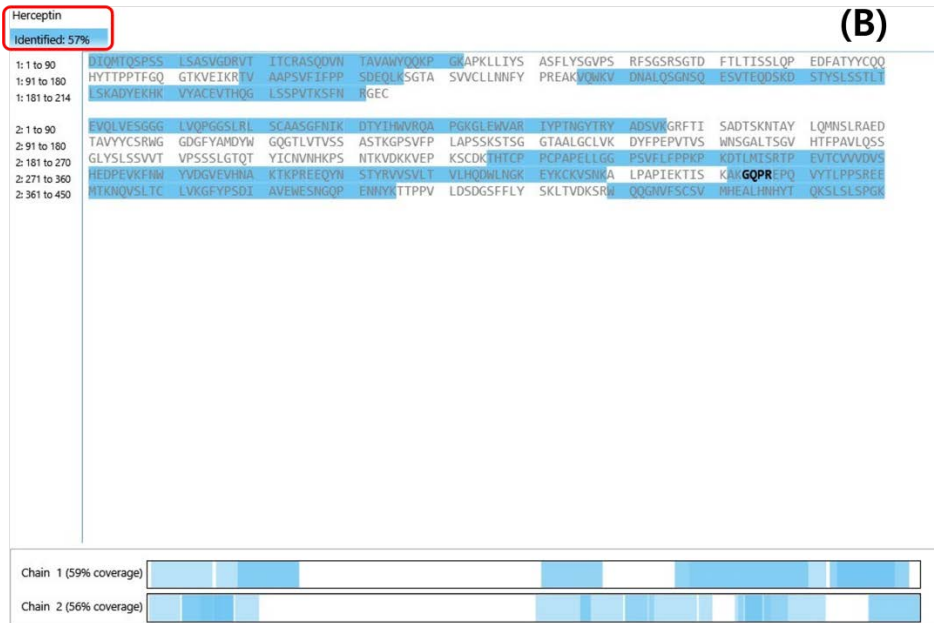 Herceptin
(B)
Identified: 57%
1: 1 to 90 DIQMTQSPSS LSASVGDRVT ITCRASQDVN TAVAWYQQKP GKAPKLLIYS ASFLYSGVPS RFSGSRSGTD FTLTISSLQP EDFATYYCQQ
1: 91 to 180 HYTTPPTFGQ GTKVEIKRTV AAPSVFIFPP SDEQLKSGTA SVVCLLNNFY PREAKVQWKV DNALQSGNSQ ESVTEQDSKD STYSLSSTLT
1: 181 to 214 LSKADYEKHK VYACEVTHQG LSSPVTKSFN RGEC
2: 1 to 90 EVQLVESGGG LVQPGGSLRL SCAASGFNIK DTYIHWVRQA PGKGLEWVAR IYPTNGYTRY ADSVKGRFTI SADTSKNTAY LQMNSLRAED
2: 91 to 180 TAVYYCSRWG GDGFYAMDYW GQGTLVTVSS ASTKGPSVFP LAPSSKSTSG GTAALGCLVK DYFPEPVTVS WNSGALTSGV HTFPAVLQSS
2: 181 to 270 GLYSLSSVVT VPSSSLGTQT YICNVNHKPS NTKVDKKVEP KSCDKTHTCP PCPAPELLGG PSVFLFPPKP KDTLMISRTP EVTCVVVDVS
2: 271 to 360 HEDPEVKFNW YVDGVEVHNA KTKPREEQYN STYRVVSVLT VLHQDWLNGK EYKCKVSNKA LPAPIEKTIS KAKGQPREPQ VYTLPPSREE
2: 361 to 450 MTKNQVSLTC LVKGFYPSDI AVEWESNGQP ENNYKTTPPV LDSDGSFFLY SKLTVDKSRW QQGNVFSCSV MHEALHNHYT QKSLSLSPGK
Chain 1 (59% coverage)
Chain 2 (56% coverage)